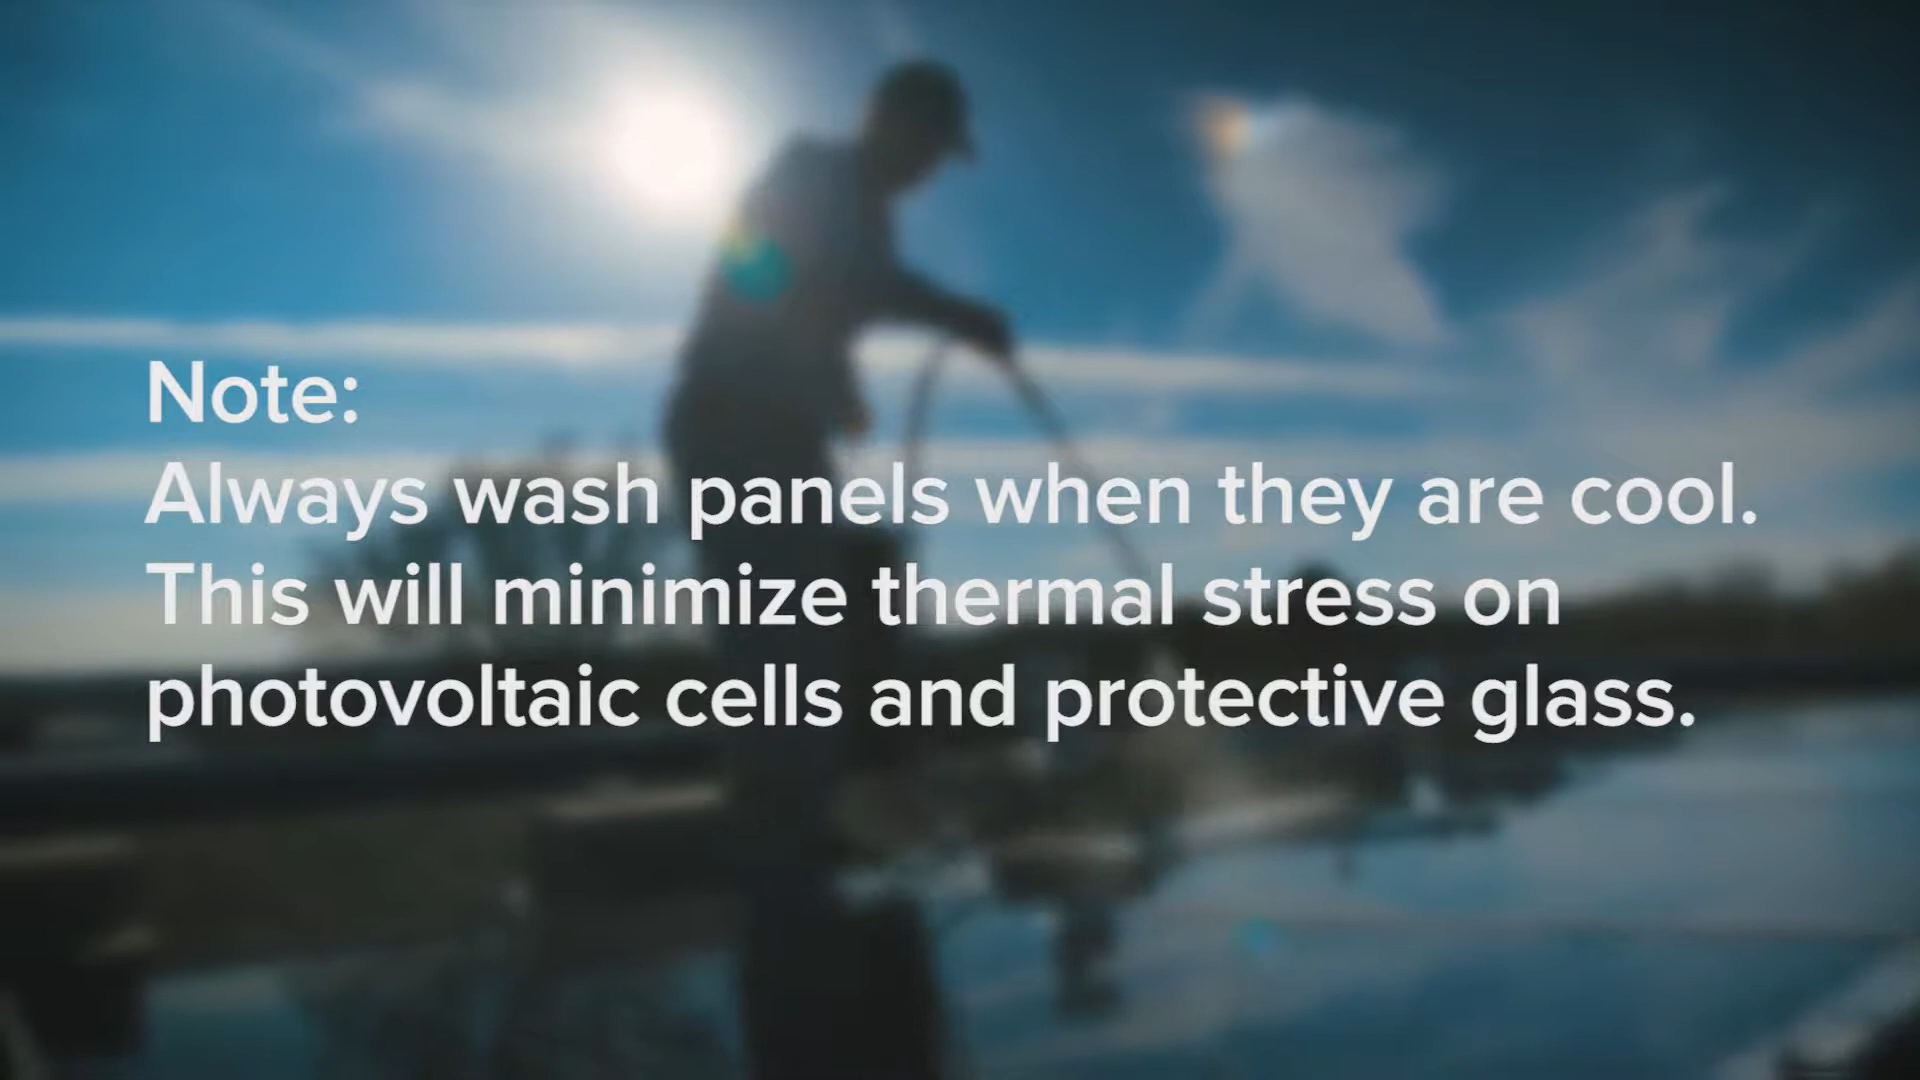 Note:
Always wash panels when they are cool.
This will minimize thermal stress on
photovoltaic cells and protective glass.